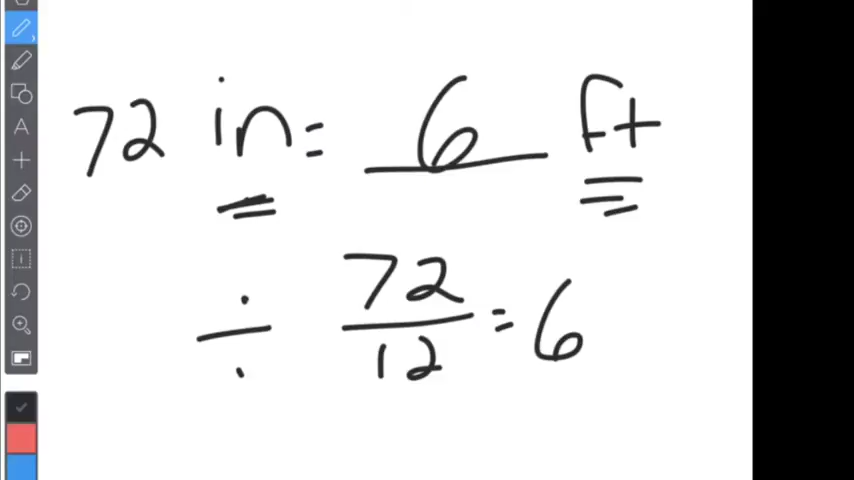 72 in = 6 ft
÷ 72/12 = 6